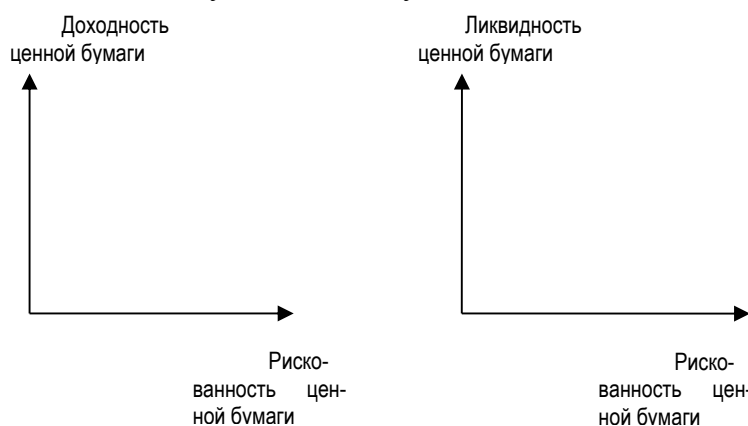 Доходность
ценной бумаги
Ликвидность
ценной бумаги
Риско-
ванность цен-
ной бумаги
Риско-
ванность цен-
ной бумаги